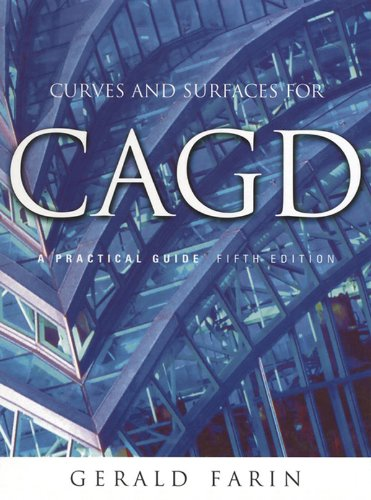 CURVES AND SURFACES FOR
CAGD
A PRACTICAL GUIDE FIFTH EDITION
GERALD FARIN